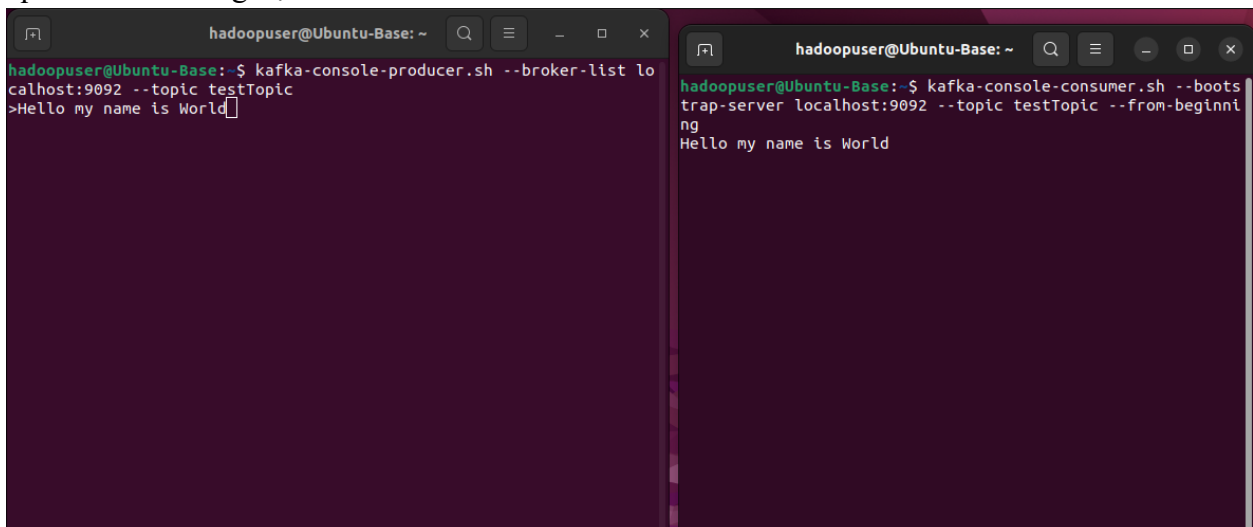 hadoopuser@Ubuntu-Base: ~
hadoopuser@Ubuntu-Base:~$ kafka-console-producer.sh --broker-list lo
calhost:9092 --topic testTopic
>Hello my name is World
hadoopuser@Ubuntu-Base: ~
hadoopuser@Ubuntu-Base:~$ kafka-console-consumer.sh --boots
trap-server localhost:9092 --topic testTopic --from-beginni
ng
Hello my name is World